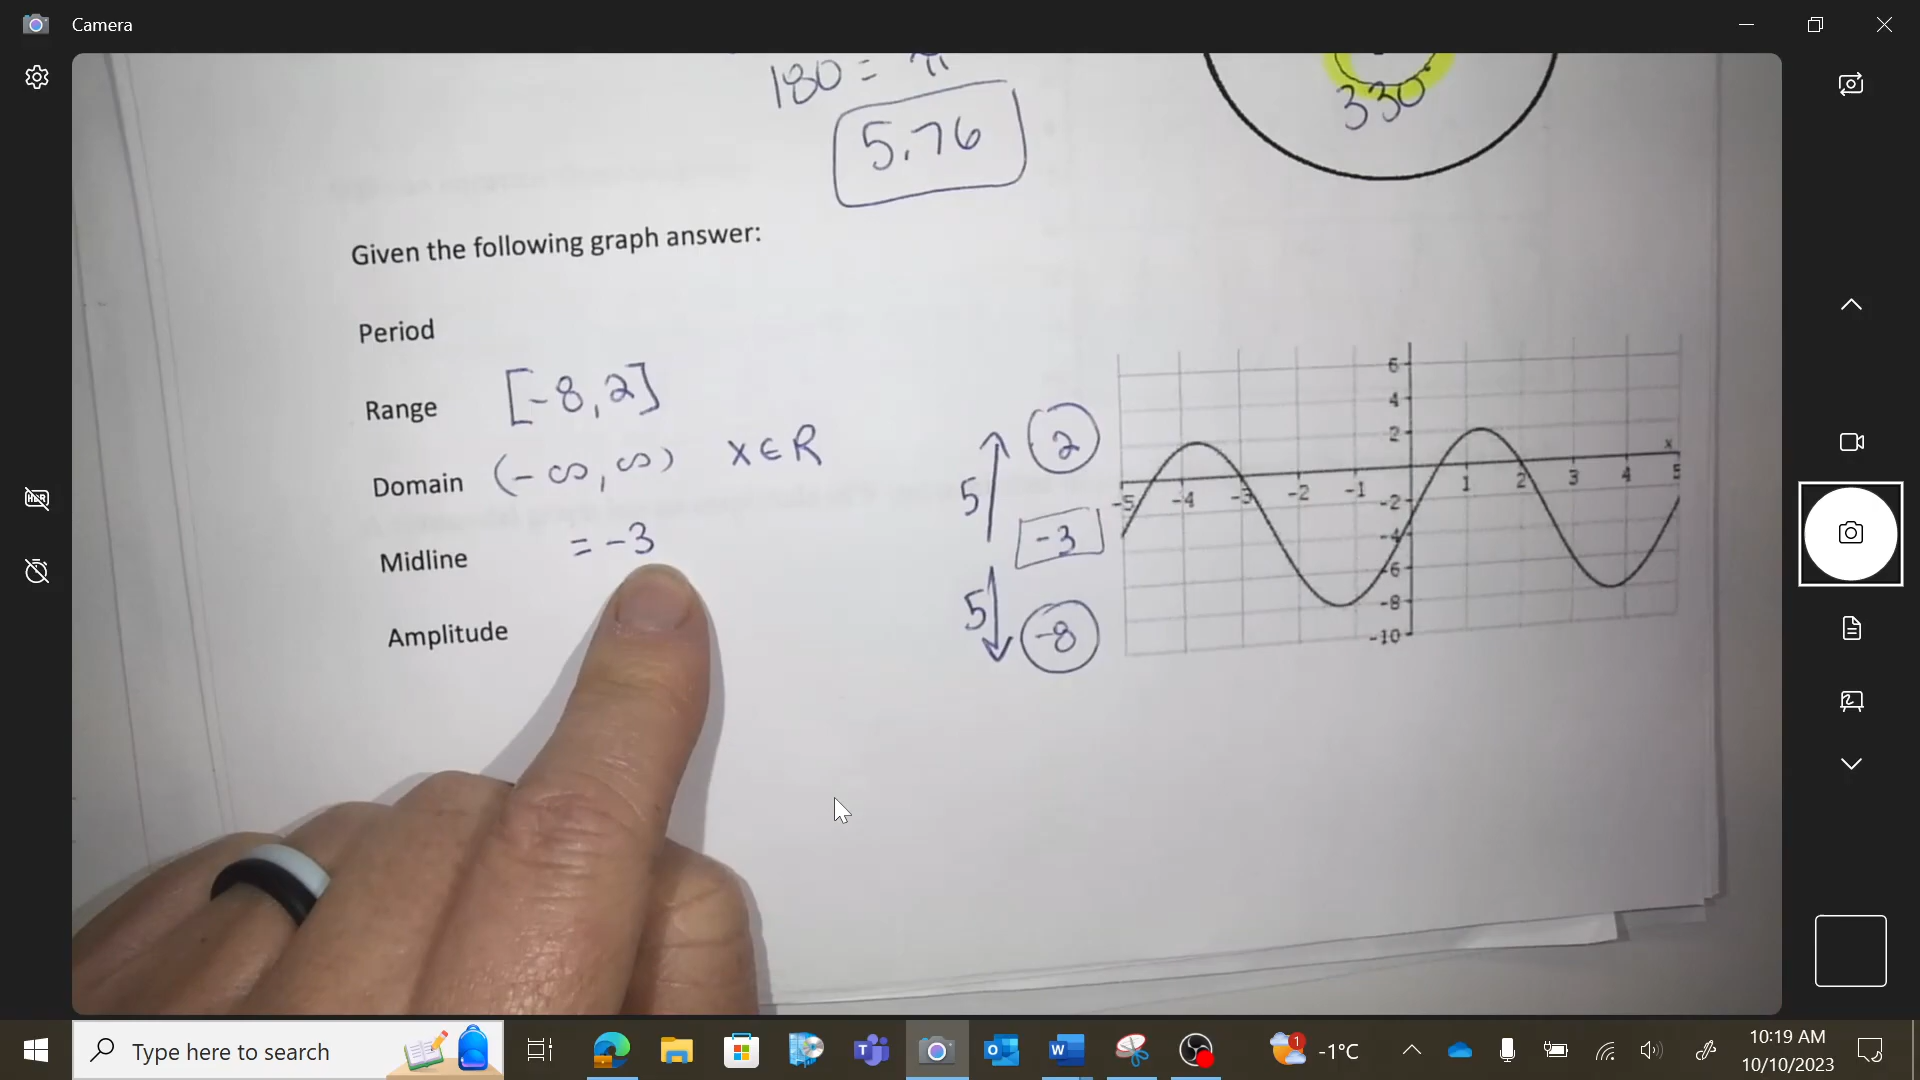 Camera
180 = π
330°
5.76
Given the following graph answer:
Period
Range [-8, 2]
Domain (-∞, ∞) x ∈ R
Midline = -3
Amplitude
2
5
-3
5
-8
6
4
2
x
-5 -4 -3 -2 -1 1 2 3 4 5
-2
-4
-6
-8
-10
Type here to search
1
-1°C
10:19 AM
10/10/2023